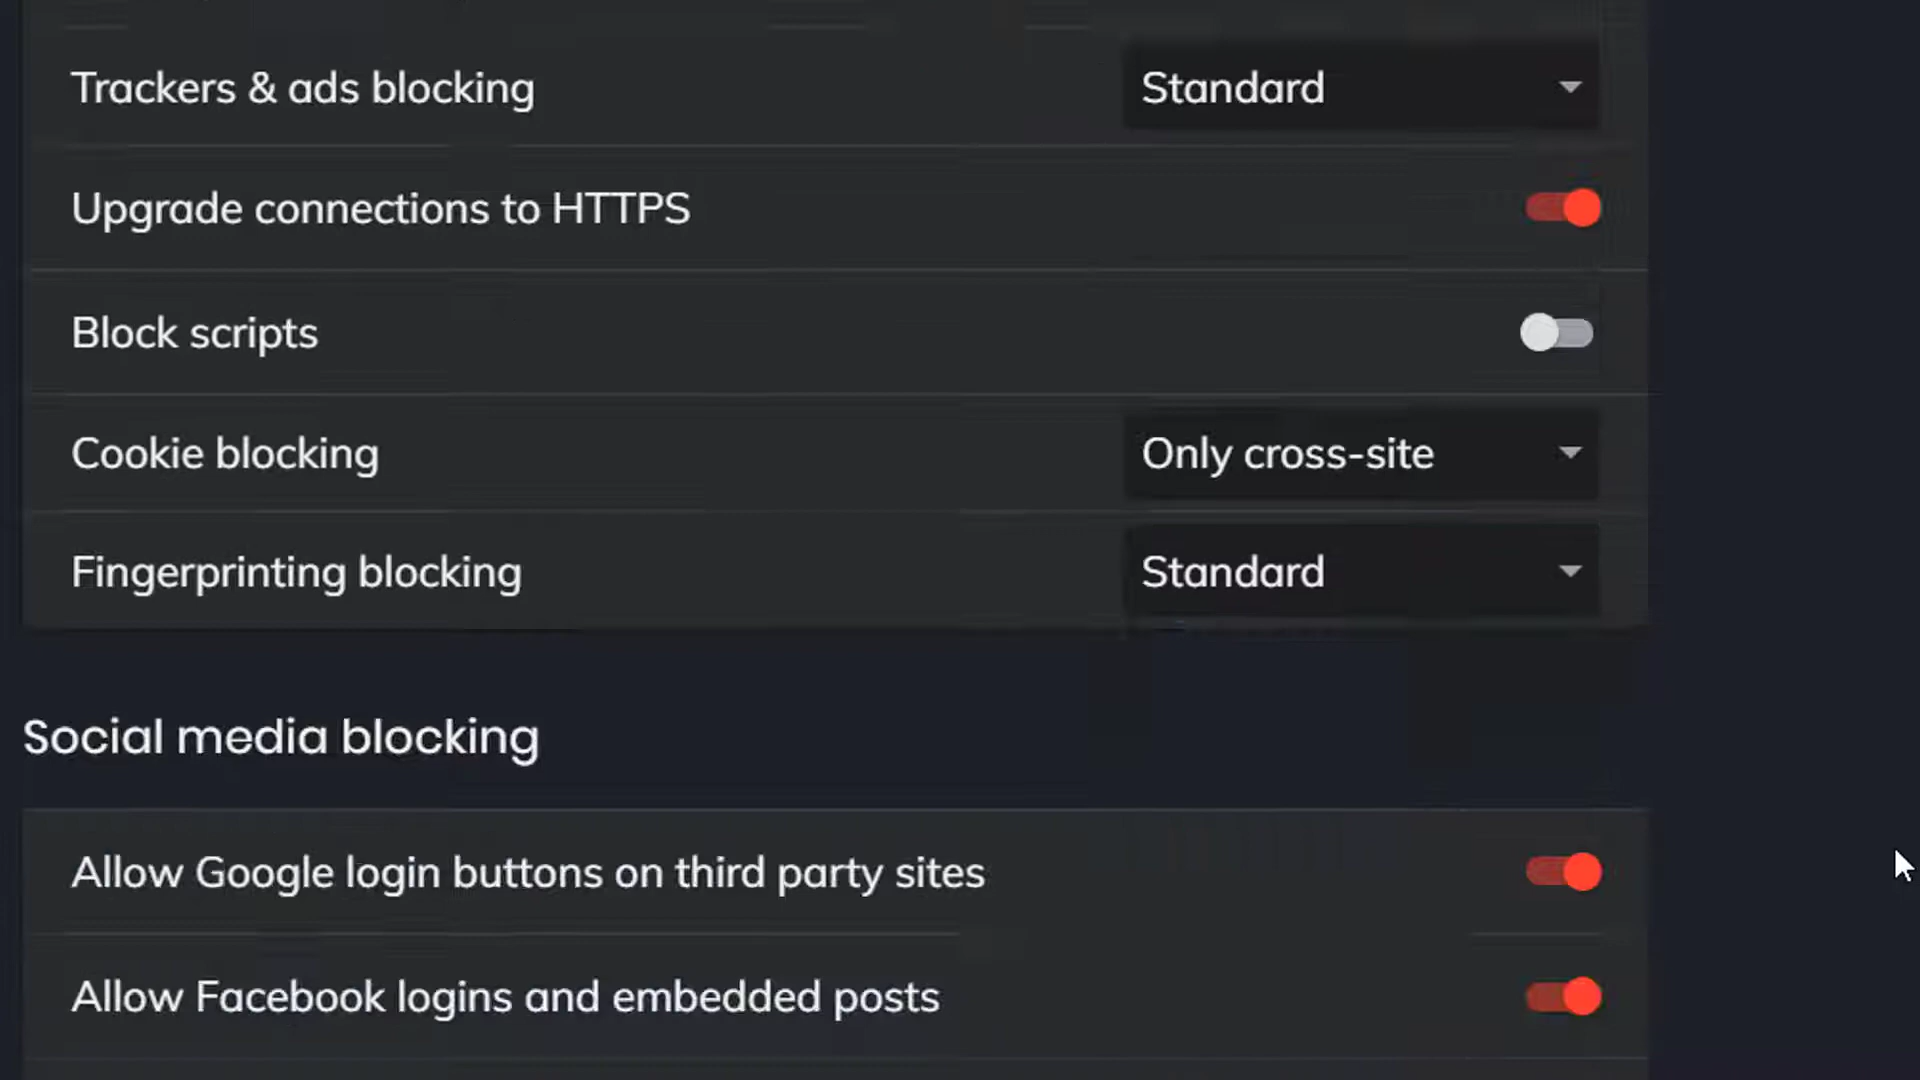 Trackers & ads blocking Standard
Upgrade connections to HTTPS
Block scripts
Cookie blocking Only cross-site
Fingerprinting blocking Standard
Social media blocking
Allow Google login buttons on third party sites
Allow Facebook logins and embedded posts